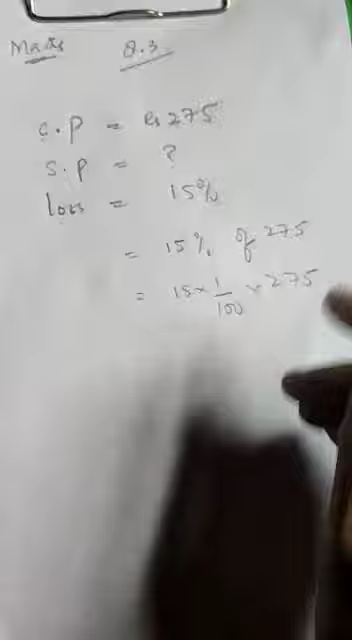 Maths Q.3
C.P = Rs 275
S.P = ?
loss = 15%
= 15% of 275
= 15 × 1/100 × 275